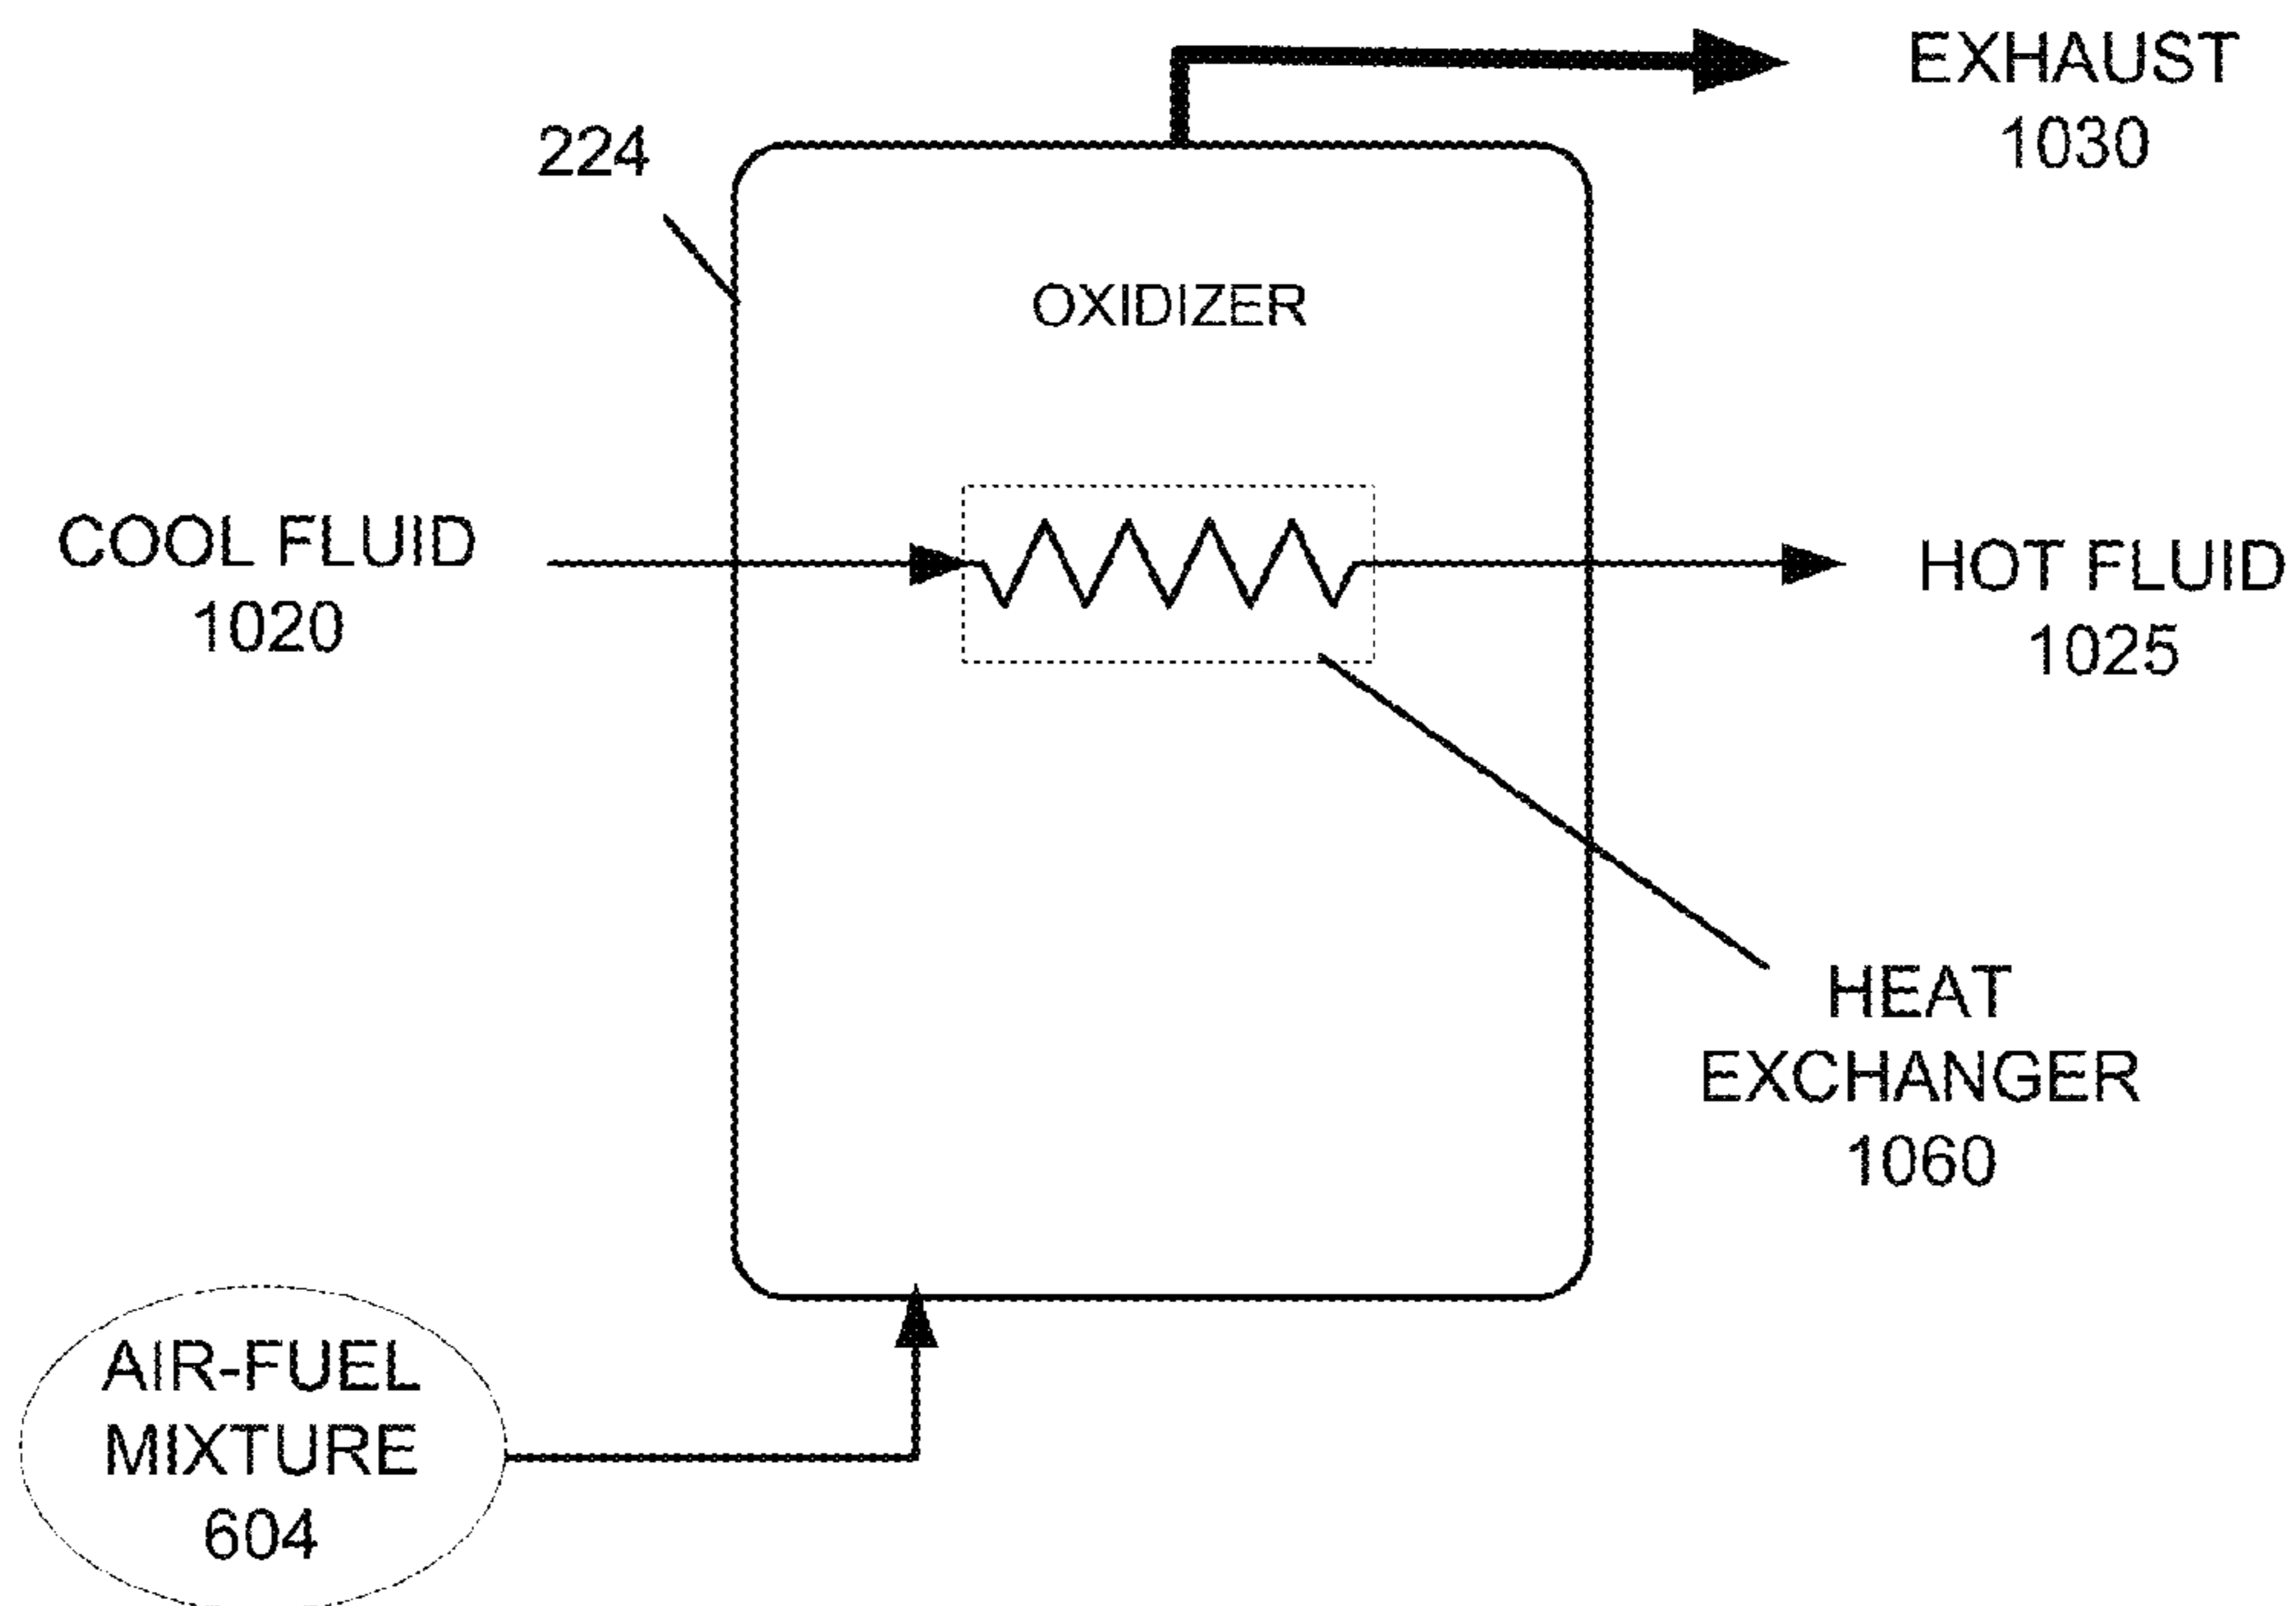 EXHAUST
1030
224
OXIDIZER
COOL FLUID
1020
HOT FLUID
1025
HEAT
EXCHANGER
1060
AIR-FUEL
MIXTURE
604